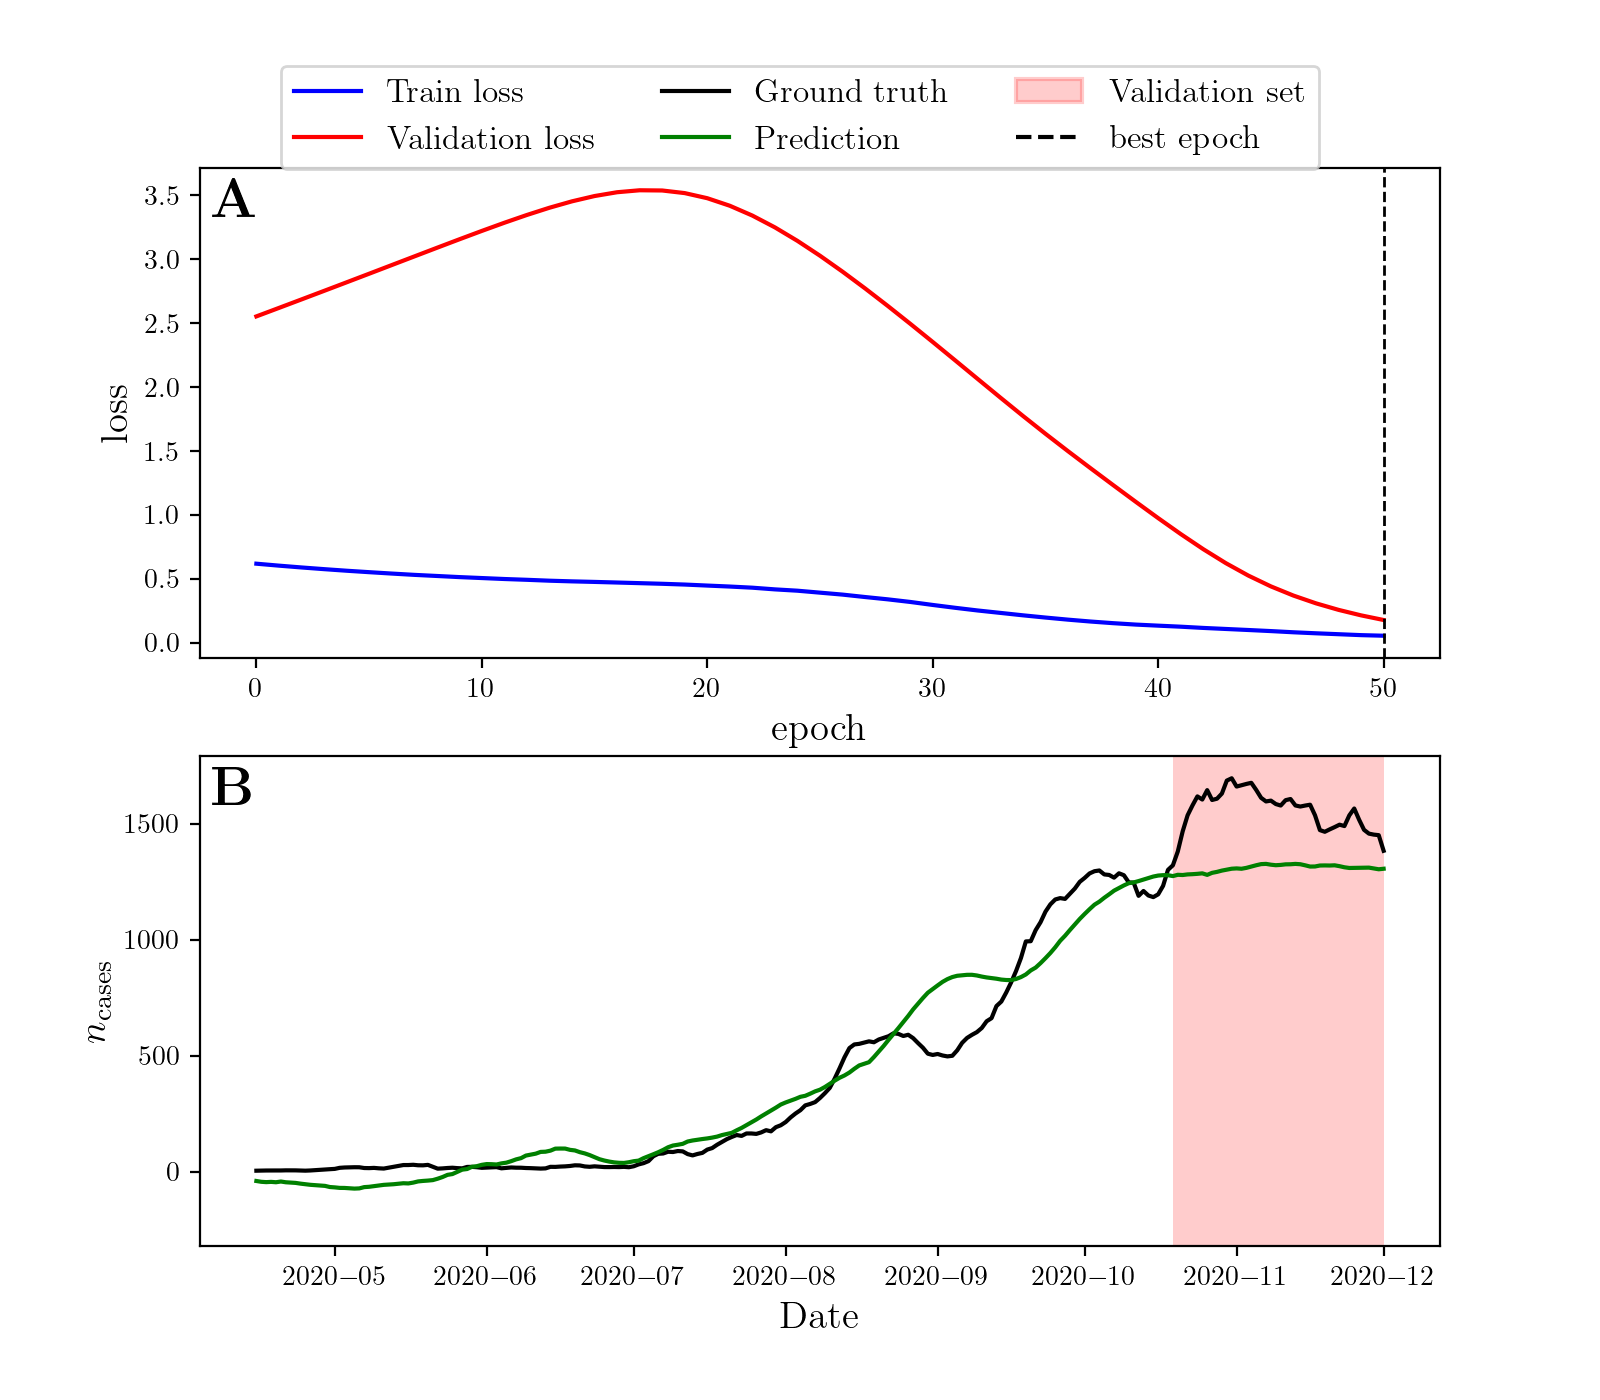 Train loss
Validation loss
Ground truth
Prediction
Validation set
best epoch
A
3.5
3.0
2.5
2.0
1.5
1.0
0.5
0.0
loss
0 10 20 30 40 50
epoch
B
1500
1000
500
0
n_cases
2020–05 2020–06 2020–07 2020–08 2020–09 2020–10 2020–11 2020–12
Date